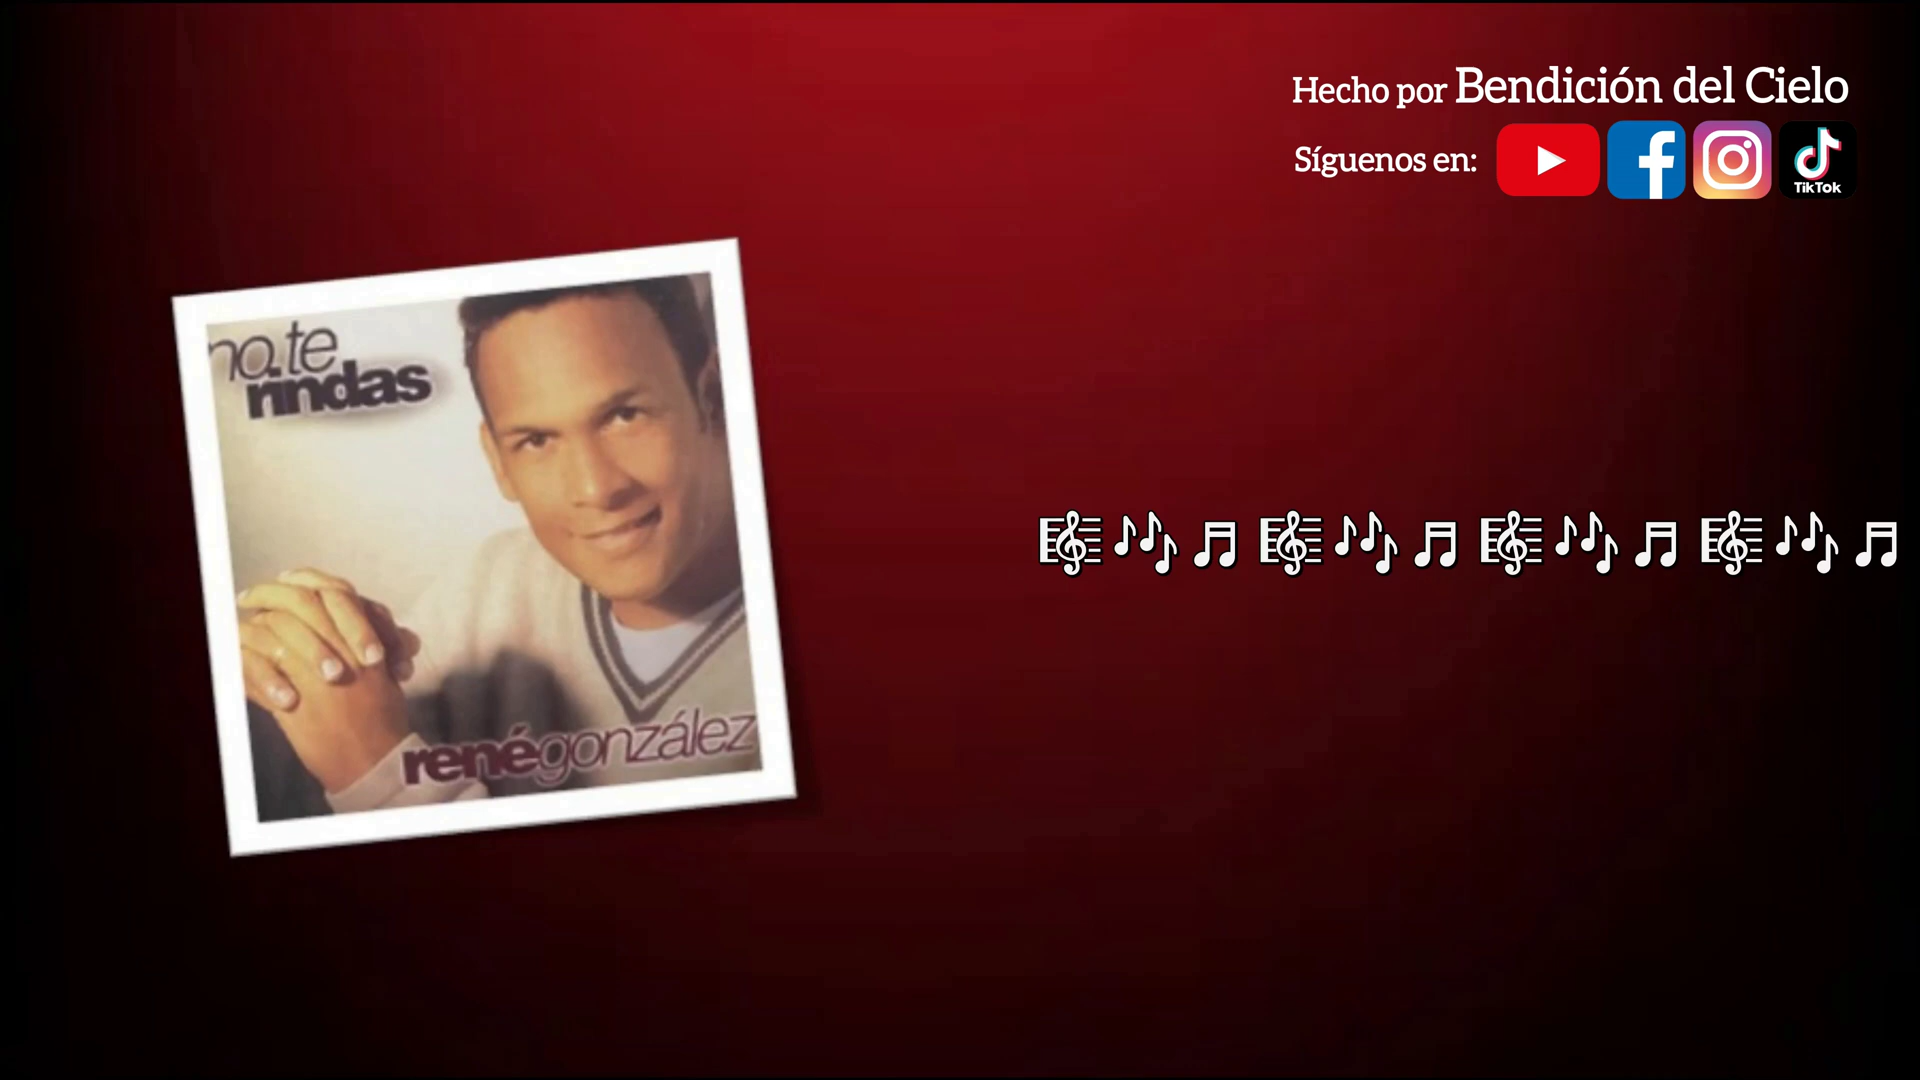 Hecho por Bendición del Cielo
Síguenos en:
TikTok
no te
rindas
renégonzález